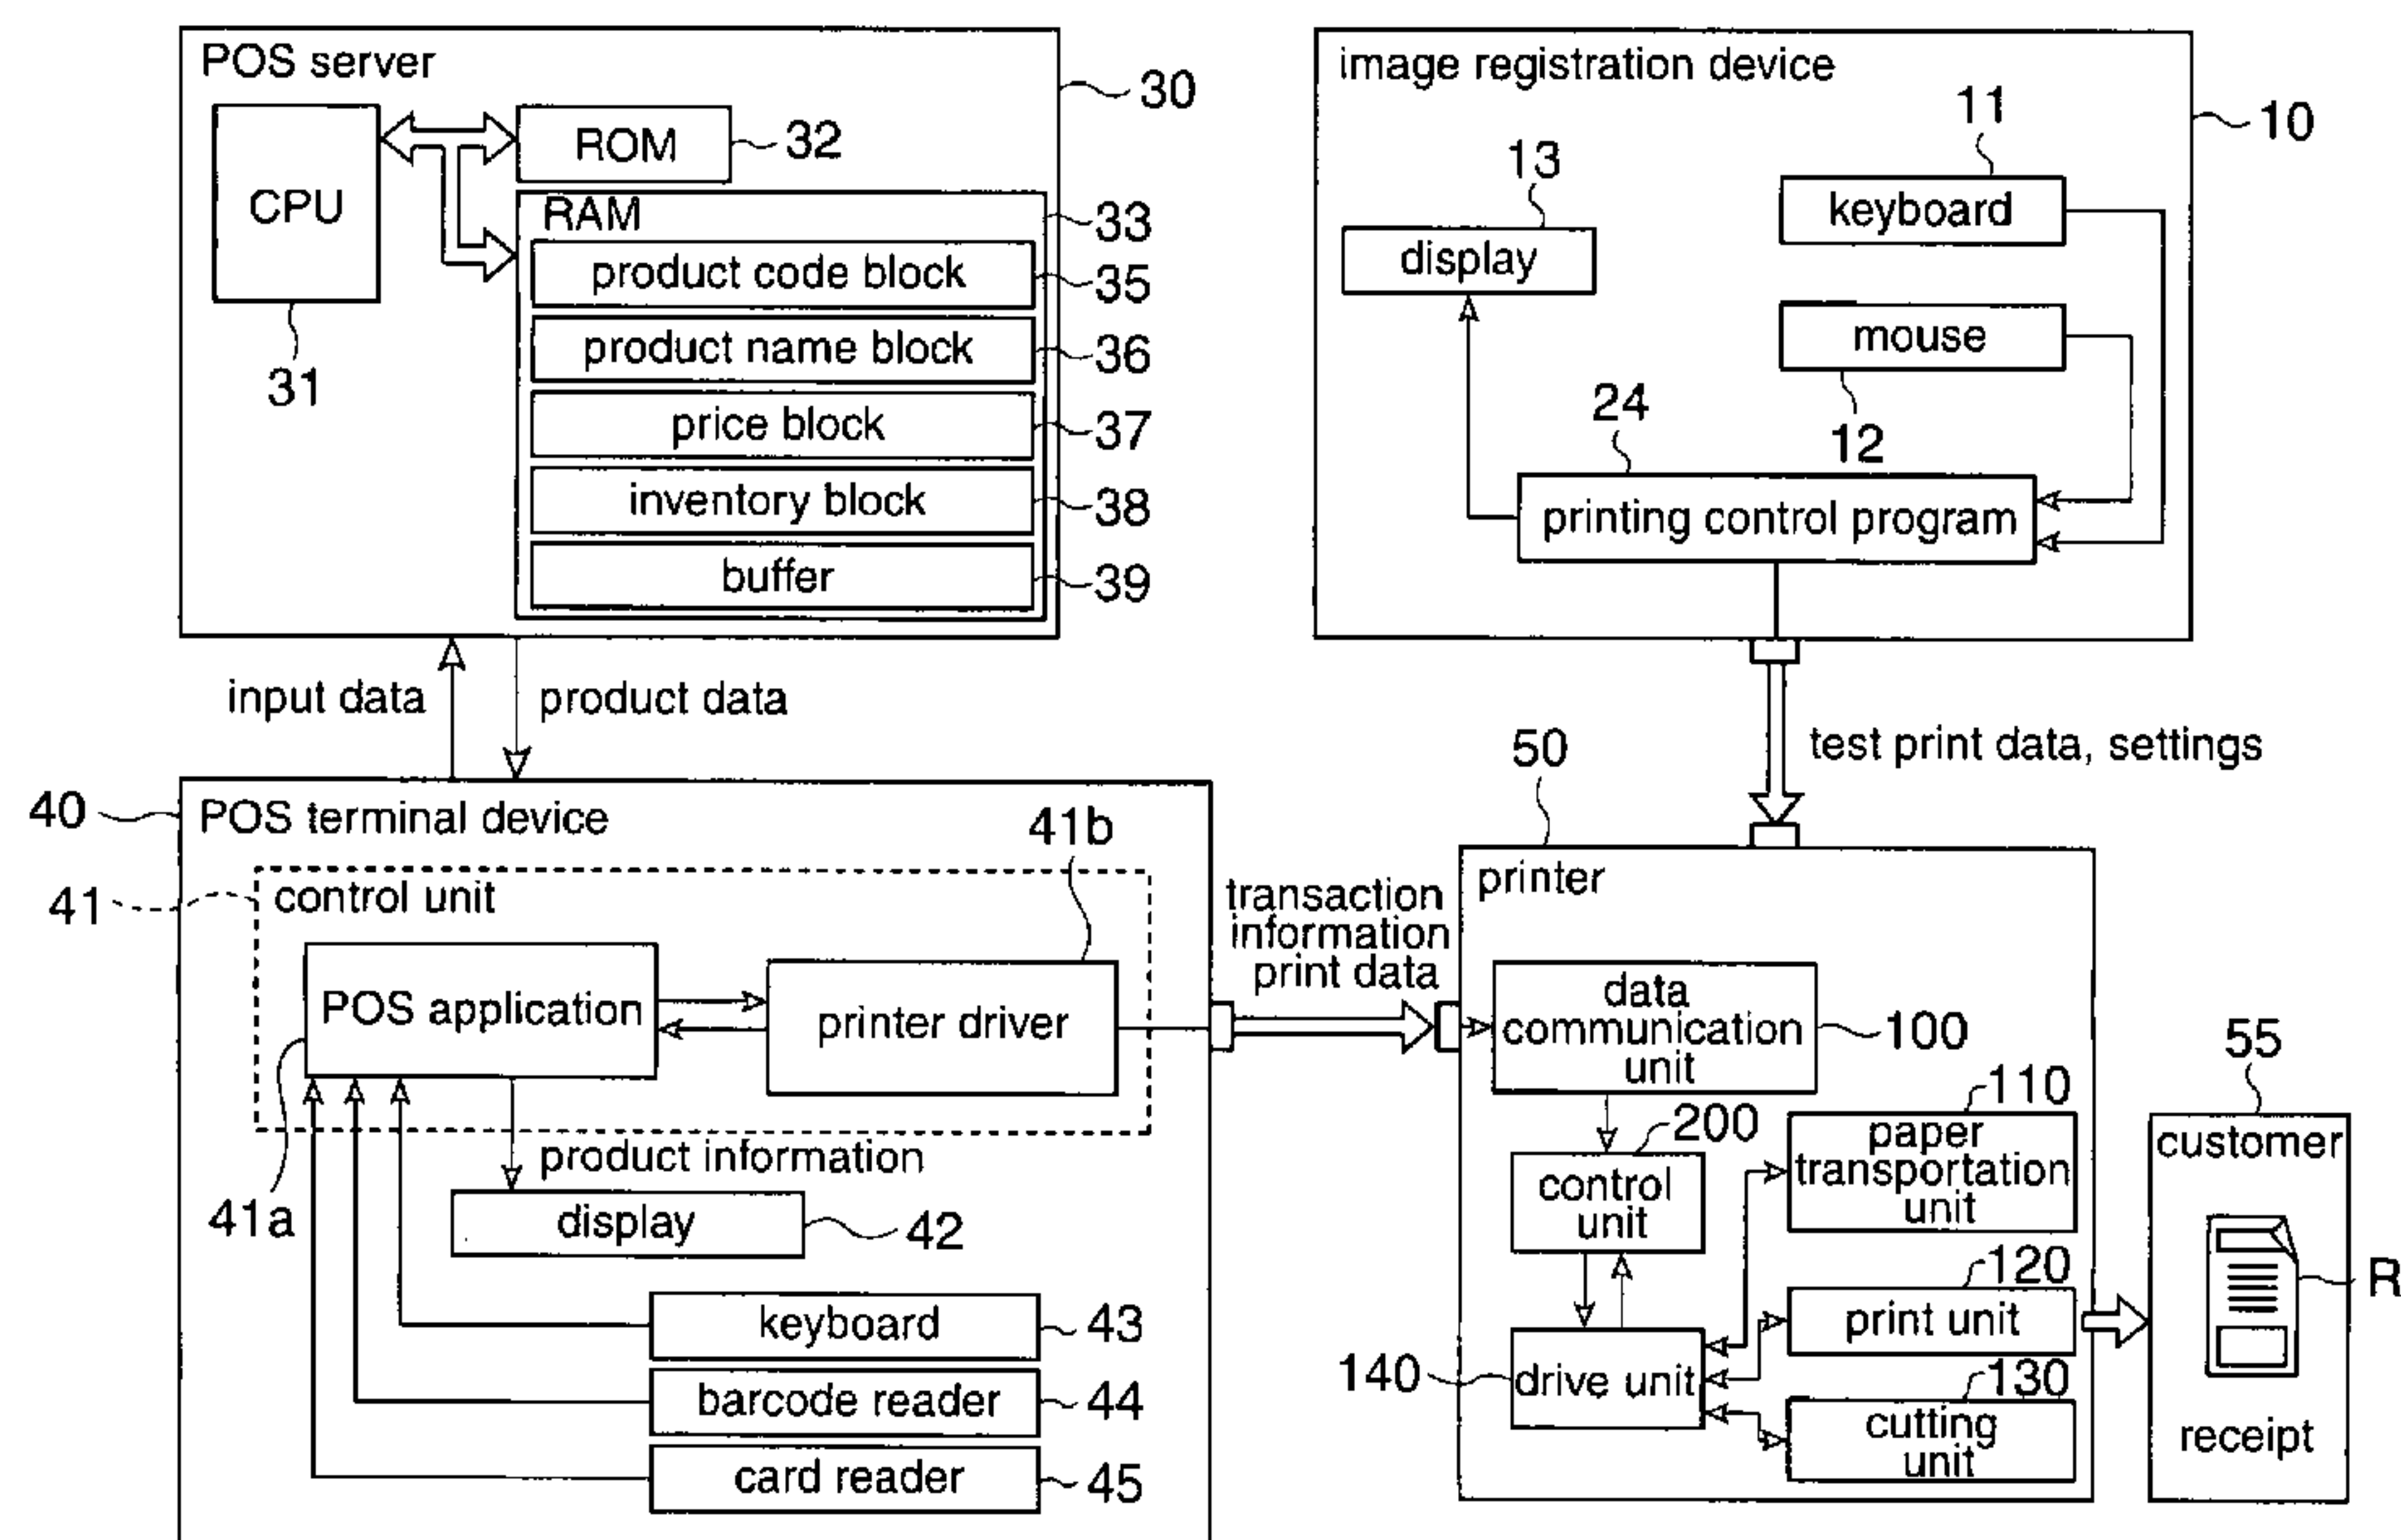 POS server
30
CPU
31
ROM
32
RAM
33
product code block
35
product name block
36
price block
37
inventory block
38
buffer
39
image registration device
10
13
display
11
keyboard
mouse
12
24
printing control program
input data
product data
test print data, settings
40
POS terminal device
41
control unit
41b
POS application
printer driver
41a
product information
display
42
keyboard
43
barcode reader
44
card reader
45
transaction
information
print data
50
printer
data
communication
unit
100
200
control
unit
110
paper
transportation
unit
120
print unit
140
drive unit
130
cutting
unit
55
customer
R
receipt